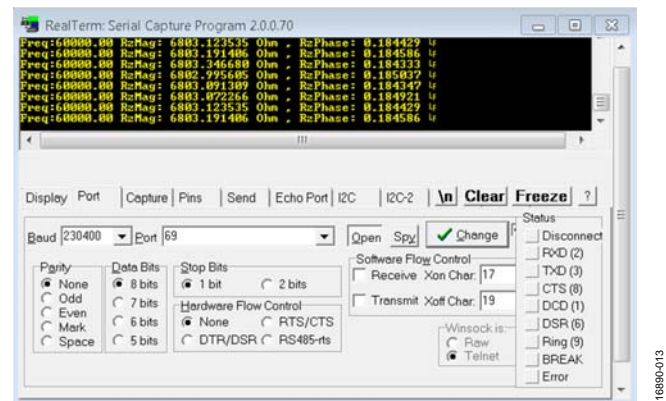 RealTerm: Serial Capture Program 2.0.0.70
Freq:60000.00 RzMag: 6803.123535 Ohm , RzPhase: 0.184429
Freq:60000.00 RzMag: 6803.191406 Ohm , RzPhase: 0.184586
Freq:60000.00 RzMag: 6803.346680 Ohm , RzPhase: 0.184333
Freq:60000.00 RzMag: 6802.995605 Ohm , RzPhase: 0.185037
Freq:60000.00 RzMag: 6803.091309 Ohm , RzPhase: 0.184347
Freq:60000.00 RzMag: 6803.072266 Ohm , RzPhase: 0.184921
Freq:60000.00 RzMag: 6803.123535 Ohm , RzPhase: 0.184429
Freq:60000.00 RzMag: 6803.191406 Ohm , RzPhase: 0.184586
Display Port Capture Pins Send Echo Port I2C I2C-2 \n Clear Freeze ?
Baud 230400 Port 69 Open Spy Change
Parity
None
Odd
Even
Mark
Space
Data Bits
8 bits
7 bits
6 bits
5 bits
Stop Bits
1 bit 2 bits
Hardware Flow Control
None RTS/CTS
DTR/DSR RS485-rts
Software Flow Control
Receive Xon Char: 17
Transmit Xoff Char: 19
Winsock is:
Raw
Telnet
Status
Disconnect
RXD (2)
TXD (3)
CTS (8)
DCD (1)
DSR (6)
Ring (9)
BREAK
Error
16890-013